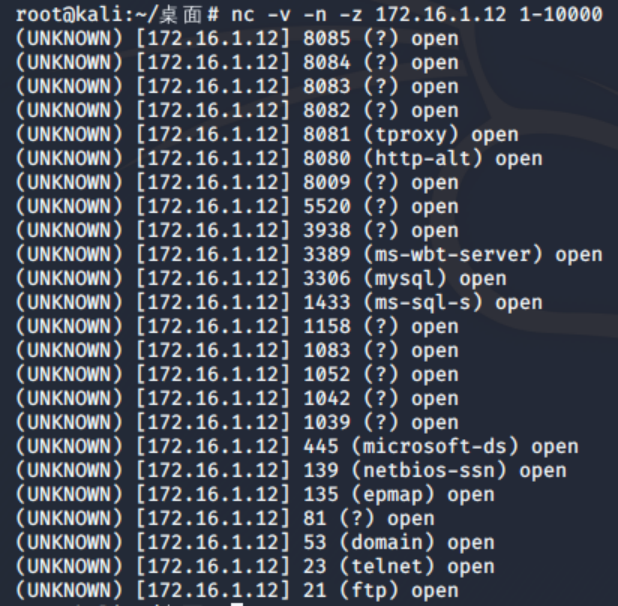 root@kali:~/桌面# nc -v -n -z 172.16.1.12 1-10000
(UNKNOWN) [172.16.1.12] 8085 (?) open
(UNKNOWN) [172.16.1.12] 8084 (?) open
(UNKNOWN) [172.16.1.12] 8083 (?) open
(UNKNOWN) [172.16.1.12] 8082 (?) open
(UNKNOWN) [172.16.1.12] 8081 (tproxy) open
(UNKNOWN) [172.16.1.12] 8080 (http-alt) open
(UNKNOWN) [172.16.1.12] 8009 (?) open
(UNKNOWN) [172.16.1.12] 5520 (?) open
(UNKNOWN) [172.16.1.12] 3938 (?) open
(UNKNOWN) [172.16.1.12] 3389 (ms-wbt-server) open
(UNKNOWN) [172.16.1.12] 3306 (mysql) open
(UNKNOWN) [172.16.1.12] 1433 (ms-sql-s) open
(UNKNOWN) [172.16.1.12] 1158 (?) open
(UNKNOWN) [172.16.1.12] 1083 (?) open
(UNKNOWN) [172.16.1.12] 1052 (?) open
(UNKNOWN) [172.16.1.12] 1042 (?) open
(UNKNOWN) [172.16.1.12] 1039 (?) open
(UNKNOWN) [172.16.1.12] 445 (microsoft-ds) open
(UNKNOWN) [172.16.1.12] 139 (netbios-ssn) open
(UNKNOWN) [172.16.1.12] 135 (epmap) open
(UNKNOWN) [172.16.1.12] 81 (?) open
(UNKNOWN) [172.16.1.12] 53 (domain) open
(UNKNOWN) [172.16.1.12] 23 (telnet) open
(UNKNOWN) [172.16.1.12] 21 (ftp) open